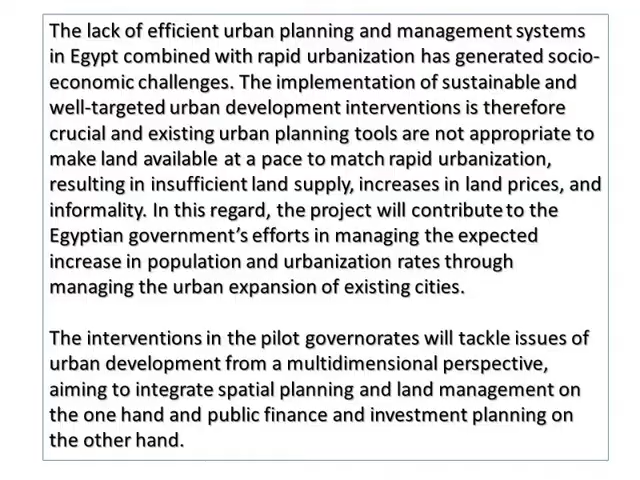 The lack of efficient urban planning and management systems
in Egypt combined with rapid urbanization has generated socio-
economic challenges. The implementation of sustainable and
well-targeted urban development interventions is therefore
crucial and existing urban planning tools are not appropriate to
make land available at a pace to match rapid urbanization,
resulting in insufficient land supply, increases in land prices, and
informality. In this regard, the project will contribute to the
Egyptian government’s efforts in managing the expected
increase in population and urbanization rates through
managing the urban expansion of existing cities.

The interventions in the pilot governorates will tackle issues of
urban development from a multidimensional perspective,
aiming to integrate spatial planning and land management on
the one hand and public finance and investment planning on
the other hand.